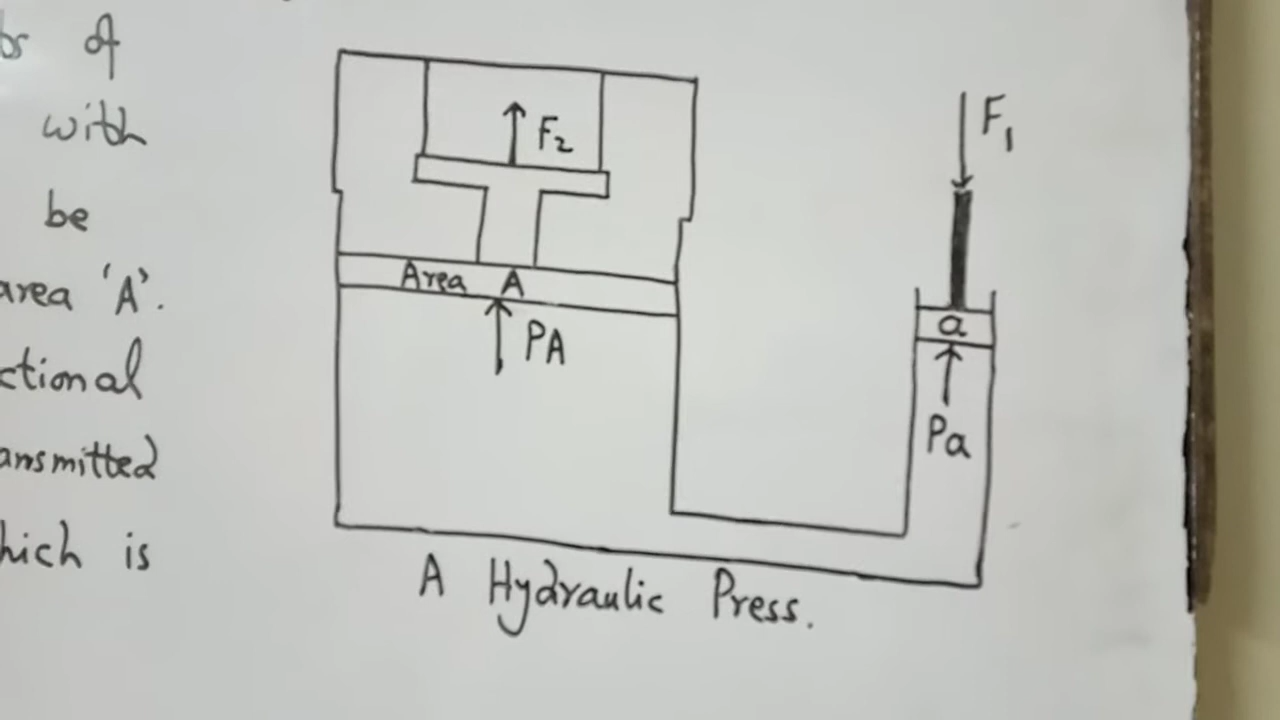 of
with
be
area 'A'.
ctional
ansmitted
hich is
F2
Area A
PA
F1
a
Pa
A Hydraulic Press.